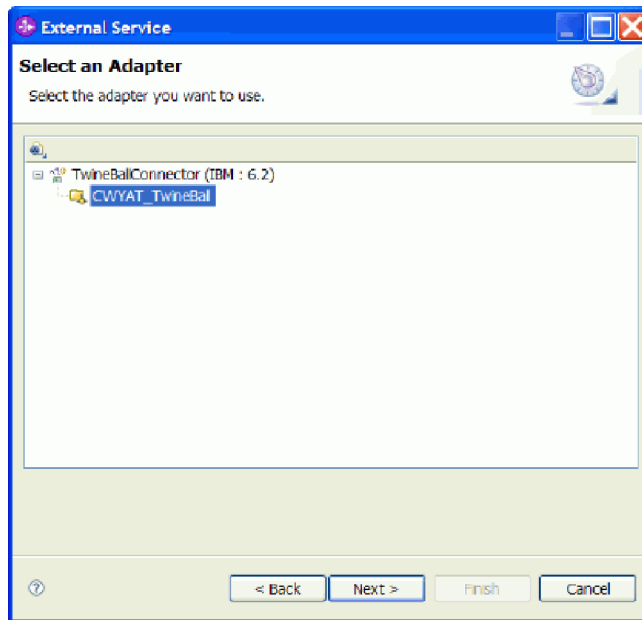 External Service
Select an Adapter
Select the adapter you want to use.
TwineBallConnector (IBM : 6.2)
CWYAT_TwineBall
< Back Next > Finish Cancel